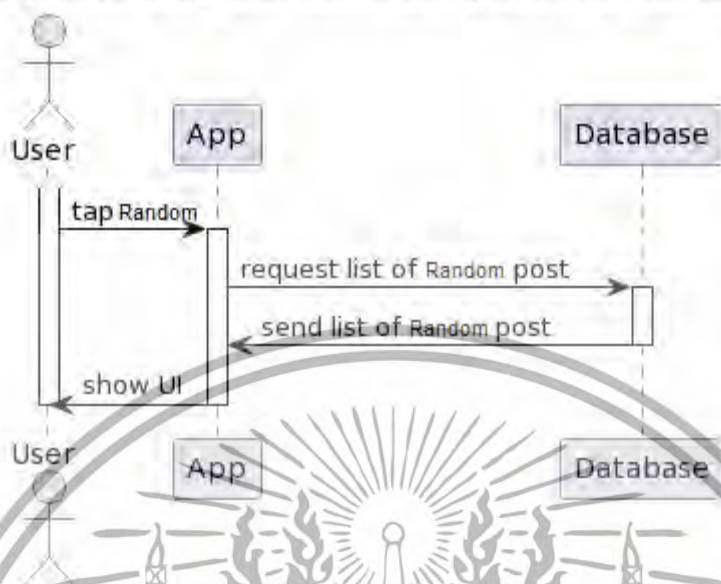 User
App
Database
tap Random
request list of Random post
send list of Random post
show UI
User
App
Database